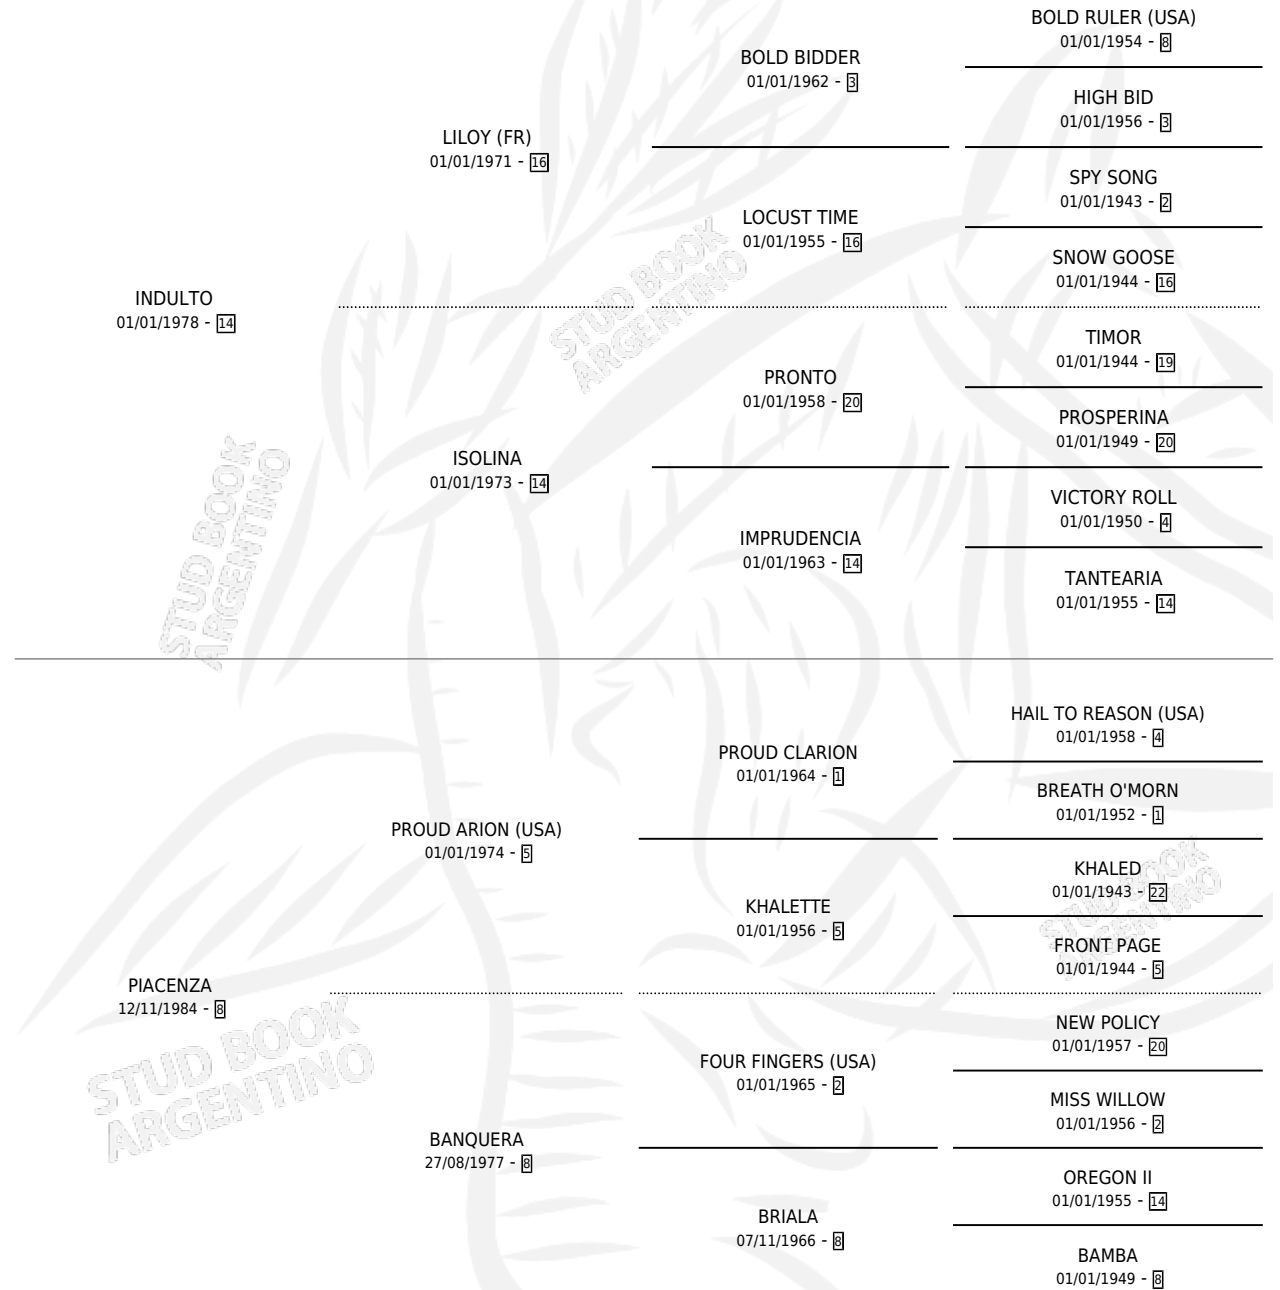 BOLD RULER (USA)
01/01/1954 - 8
BOLD BIDDER
01/01/1962 - 3
HIGH BID
01/01/1956 - 3
LILOY (FR)
01/01/1971 - 16
SPY SONG
01/01/1943 - 2
LOCUST TIME
01/01/1955 - 16
SNOW GOOSE
01/01/1944 - 16
INDULTO
01/01/1978 - 14
TIMOR
01/01/1944 - 19
PRONTO
01/01/1958 - 20
PROSPERINA
01/01/1949 - 20
ISOLINA
01/01/1973 - 14
VICTORY ROLL
01/01/1950 - 4
IMPRUDENCIA
01/01/1963 - 14
TANTEARIA
01/01/1955 - 14
HAIL TO REASON (USA)
01/01/1958 - 4
PROUD CLARION
01/01/1964 - 1
BREATH O'MORN
01/01/1952 - 1
PROUD ARION (USA)
01/01/1974 - 5
KHALED
01/01/1943 - 22
KHALETTE
01/01/1956 - 5
FRONT PAGE
01/01/1944 - 5
PIACENZA
12/11/1984 - 8
NEW POLICY
01/01/1957 - 20
FOUR FINGERS (USA)
01/01/1965 - 2
MISS WILLOW
01/01/1956 - 2
BANQUERA
27/08/1977 - 8
OREGON II
01/01/1955 - 14
BRIALA
07/11/1966 - 8
BAMBA
01/01/1949 - 8
STUD BOOK
ARGENTINO
STUD BOOK
ARGENTINO
STUD BOOK
ARGENTINO
STUD BOOK
ARGENTINO